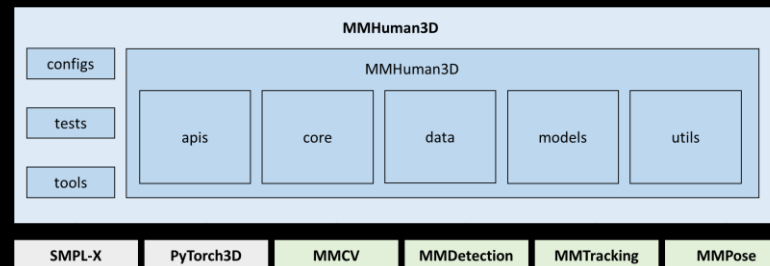 MMHuman3D
configs
tests
tools
MMHuman3D
apis
core
data
models
utils
SMPL-X
PyTorch3D
MMCV
MMDetection
MMTracking
MMPose